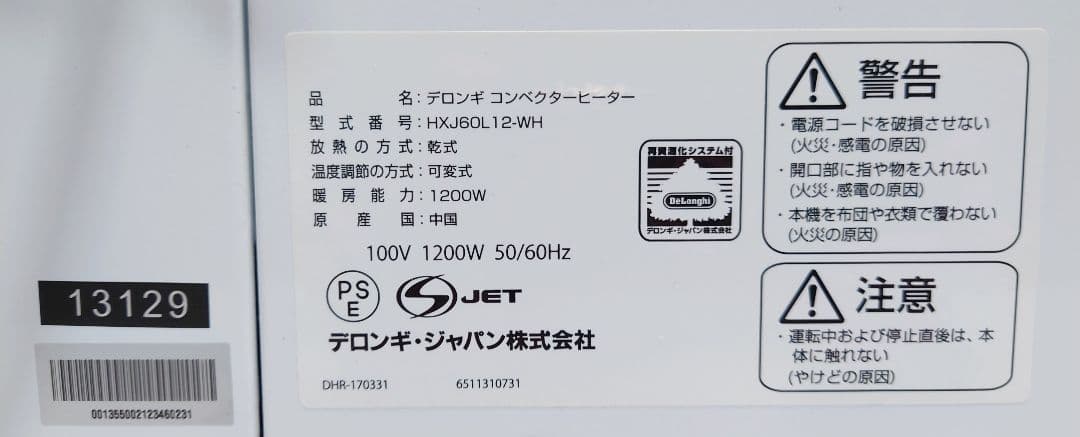 品名:デロンギ コンベクターヒーター
型式番号:HXJ60L12-WH
放熱の方式:乾式
温度調節の方式:可変式
暖房能力:1200W
原産国:中国
100V 1200W 50/60Hz
PS
E
S JET
デロンギ・ジャパン株式会社
DHR-170331 6511310731
再資源化システム付
DeLonghi
デロンギ・ジャパン株式会社
警告
・電源コードを破損させない
(火災・感電の原因)
・開口部に指や物を入れない
(火災・感電の原因)
・本機を布団や衣類で覆わない
(火災の原因)
注意
・運転中および停止直後は、本
体に触れない
(やけどの原因)
13129
001355002123460231